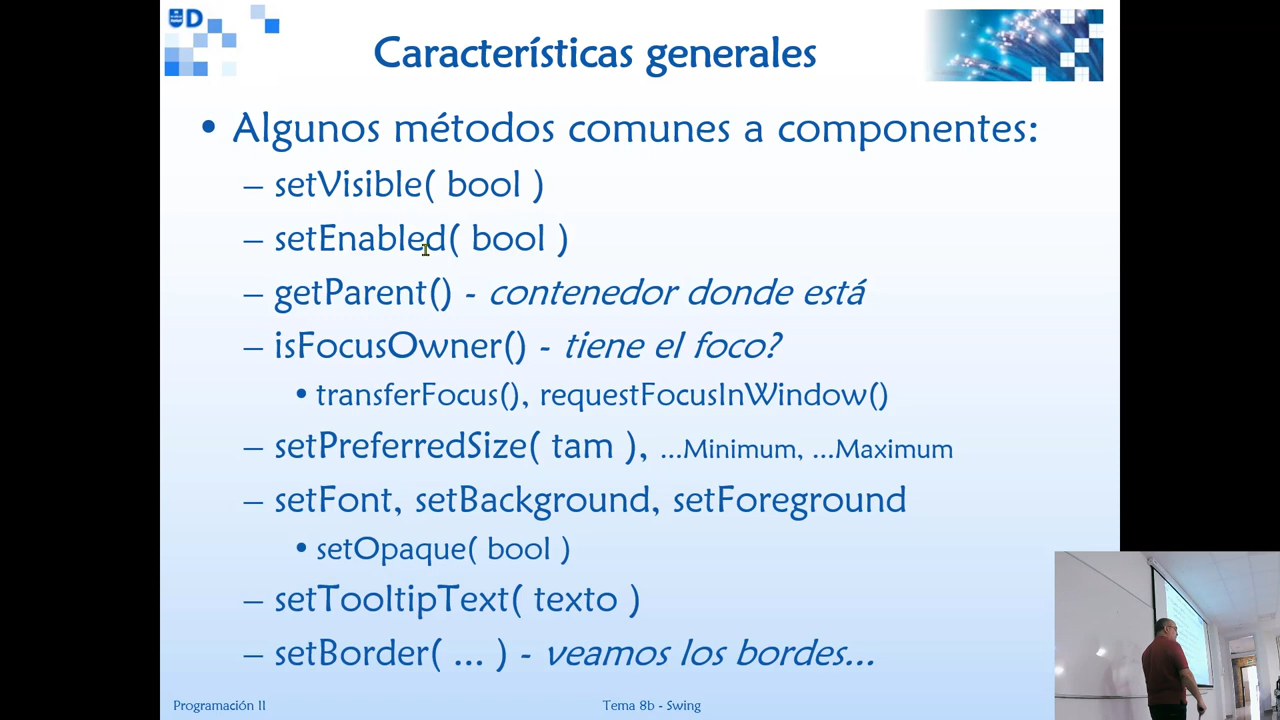 UD
Características generales
• Algunos métodos comunes a componentes:
– setVisible( bool )
– setEnabled( bool )
– getParent() - contenedor donde está
– isFocusOwner() - tiene el foco?
• transferFocus(), requestFocusInWindow()
– setPreferredSize( tam ), ...Minimum, ...Maximum
– setFont, setBackground, setForeground
• setOpaque( bool )
– setTooltipText( texto )
– setBorder( ... ) - veamos los bordes...
Programación II
Tema 8b - Swing